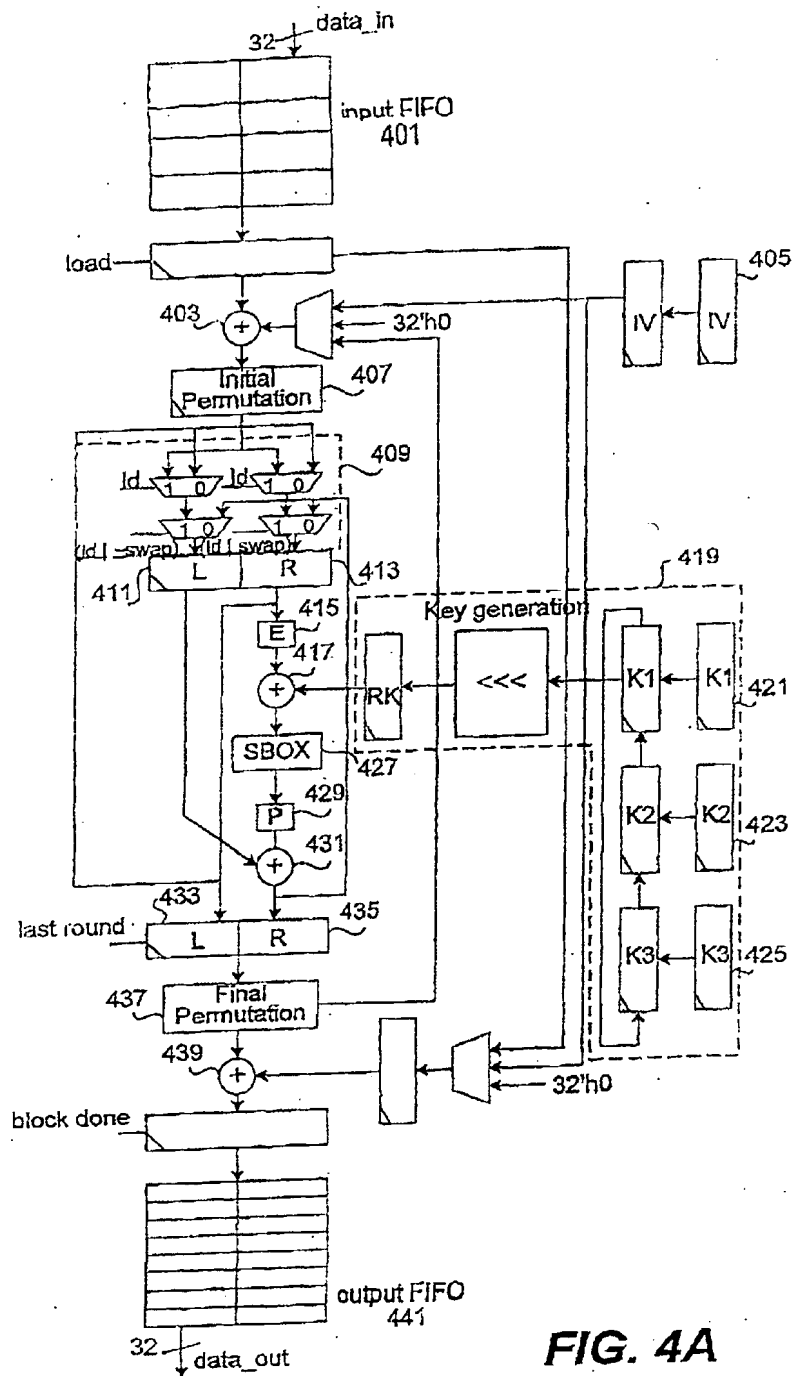 32
data_in
input FIFO
401
load
403
32'h0
IV
IV
405
Initial
Permutation
407
409
ld
1 0
ld
1 0
1 0
1 0
(ld | ~swap)
(ld | swap)
411
L
R
413
419
Key generation
E
415
417
RK
<<<
K1
K1
421
SBOX
427
P
429
K2
K2
423
431
433
435
last round
L
R
K3
K3
425
437
Final
Permutation
439
32'h0
block done
output FIFO
441
32
data_out
FIG. 4A